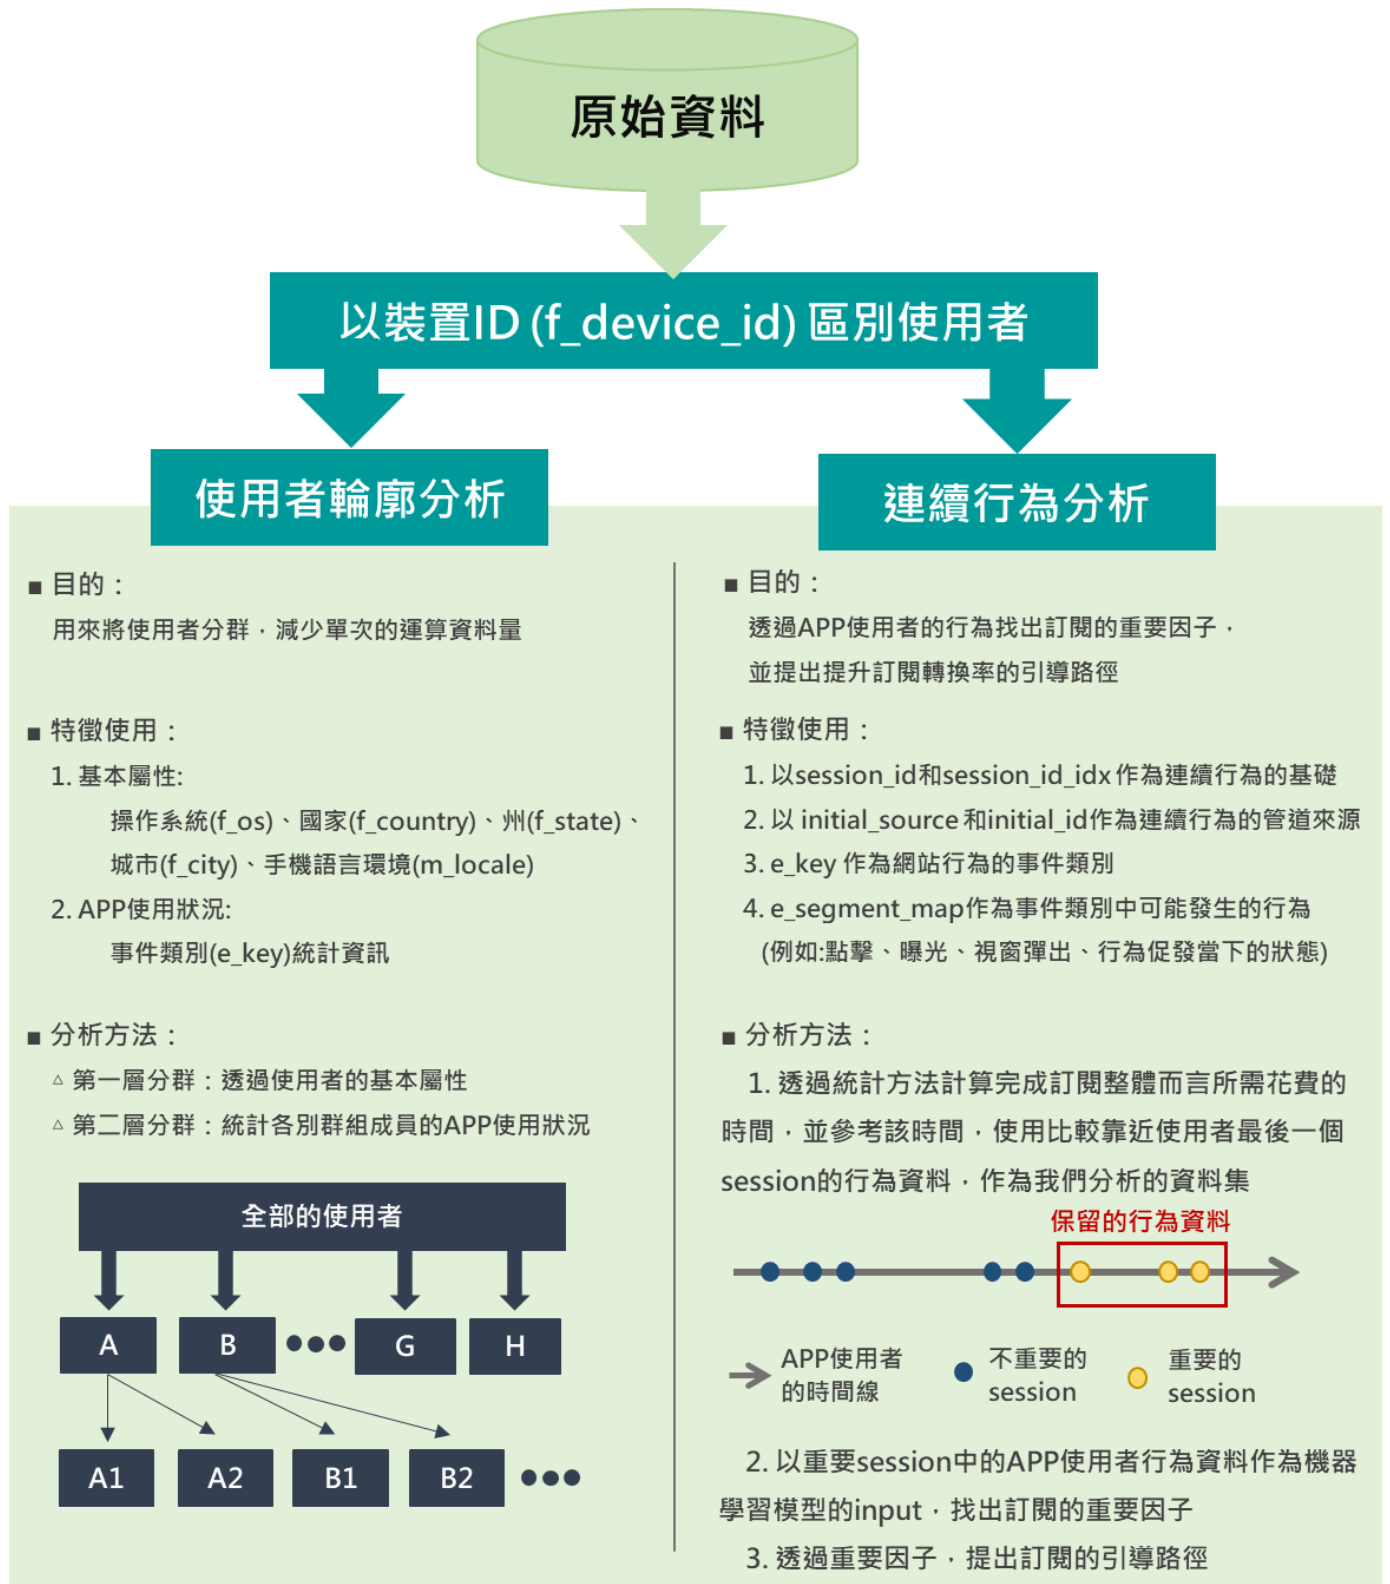 原始資料
以裝置ID (f_device_id) 區別使用者
使用者輪廓分析
■ 目的：
用來將使用者分群，減少單次的運算資料量
■ 特徵使用：
1. 基本屬性:
操作系統(f_os)、國家(f_country)、州(f_state)、
城市(f_city)、手機語言環境(m_locale)
2. APP使用狀況:
事件類別(e_key)統計資訊
■ 分析方法：
△ 第一層分群：透過使用者的基本屬性
△ 第二層分群：統計各別群組成員的APP使用狀況
全部的使用者
A B ●●● G H
A1 A2 B1 B2 ●●●
連續行為分析
■ 目的：
透過APP使用者的行為找出訂閱的重要因子，
並提出提升訂閱轉換率的引導路徑
■ 特徵使用：
1. 以session_id和session_id_idx 作為連續行為的基礎
2. 以 initial_source 和initial_id作為連續行為的管道來源
3. e_key 作為網站行為的事件類別
4. e_segment_map作為事件類別中可能發生的行為
(例如:點擊、曝光、視窗彈出、行為促發當下的狀態)
■ 分析方法：
1. 透過統計方法計算完成訂閱整體而言所需花費的
時間，並參考該時間，使用比較靠近使用者最後一個
session的行為資料，作為我們分析的資料集
保留的行為資料
APP使用者
的時間線
不重要的
session
重要的
session
2. 以重要session中的APP使用者行為資料作為機器
學習模型的input，找出訂閱的重要因子
3. 透過重要因子，提出訂閱的引導路徑